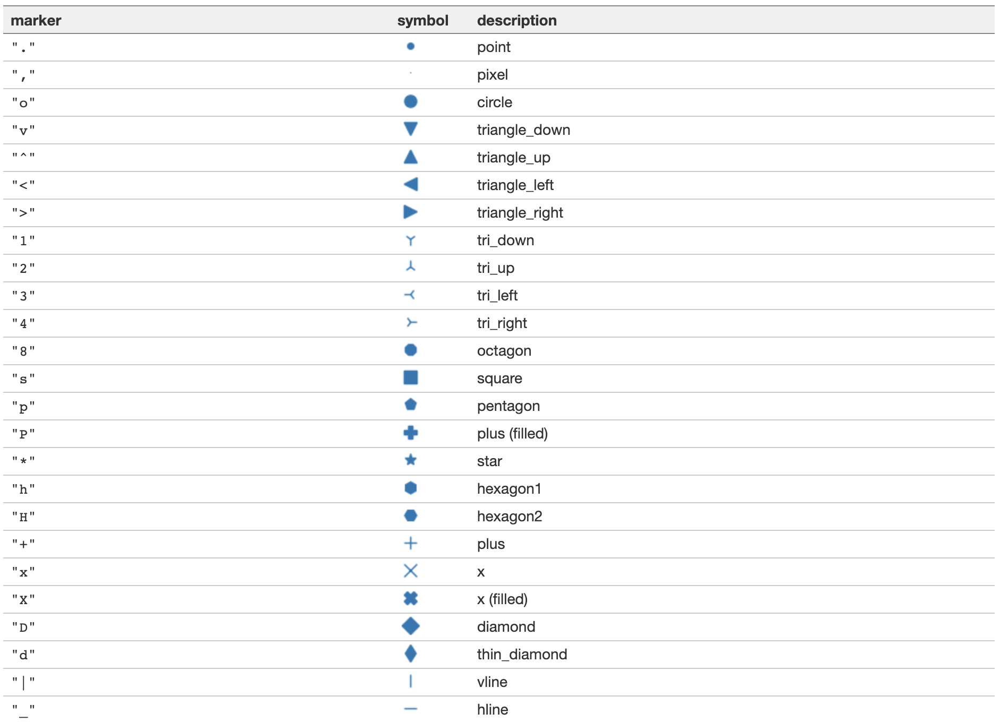 marker symbol description
"." point
"," pixel
"o" circle
"v" triangle_down
"^" triangle_up
"<" triangle_left
">" triangle_right
"1" tri_down
"2" tri_up
"3" tri_left
"4" tri_right
"8" octagon
"s" square
"p" pentagon
"P" plus (filled)
"*" star
"h" hexagon1
"H" hexagon2
"+" plus
"x" x
"X" x (filled)
"D" diamond
"d" thin_diamond
"|" vline
"_" hline